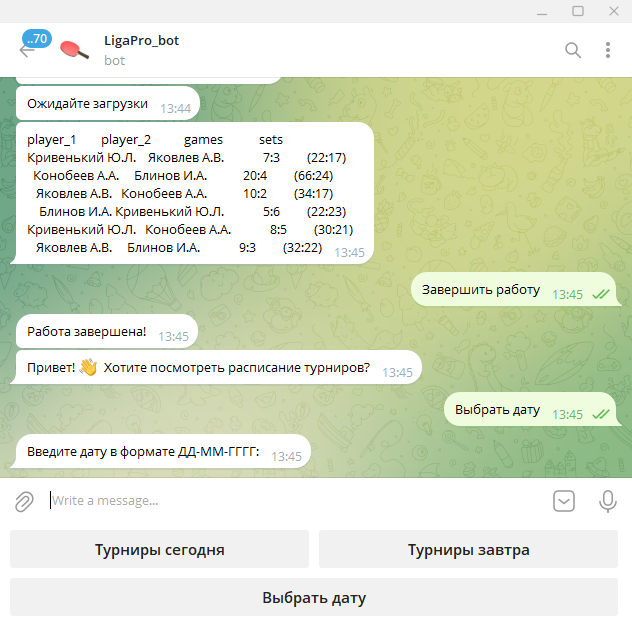 ..70
LigaPro_bot
bot
Ожидайте загрузки 13:44
player_1 player_2 games sets
Кривенький Ю.Л. Яковлев А.В. 7:3 (22:17)
Конобеев А.А. Блинов И.А. 20:4 (66:24)
Яковлев А.В. Конобеев А.А. 10:2 (34:17)
Блинов И.А. Кривенький Ю.Л. 5:6 (22:23)
Кривенький Ю.Л. Конобеев А.А. 8:5 (30:21)
Яковлев А.В. Блинов И.А. 9:3 (32:22) 13:45
Завершить работу 13:45
Работа завершена! 13:45
Привет! 👋 Хотите посмотреть расписание турниров? 13:45
Выбрать дату 13:45
Введите дату в формате ДД-ММ-ГГГГ: 13:45
Write a message...
Турниры сегодня Турниры завтра
Выбрать дату